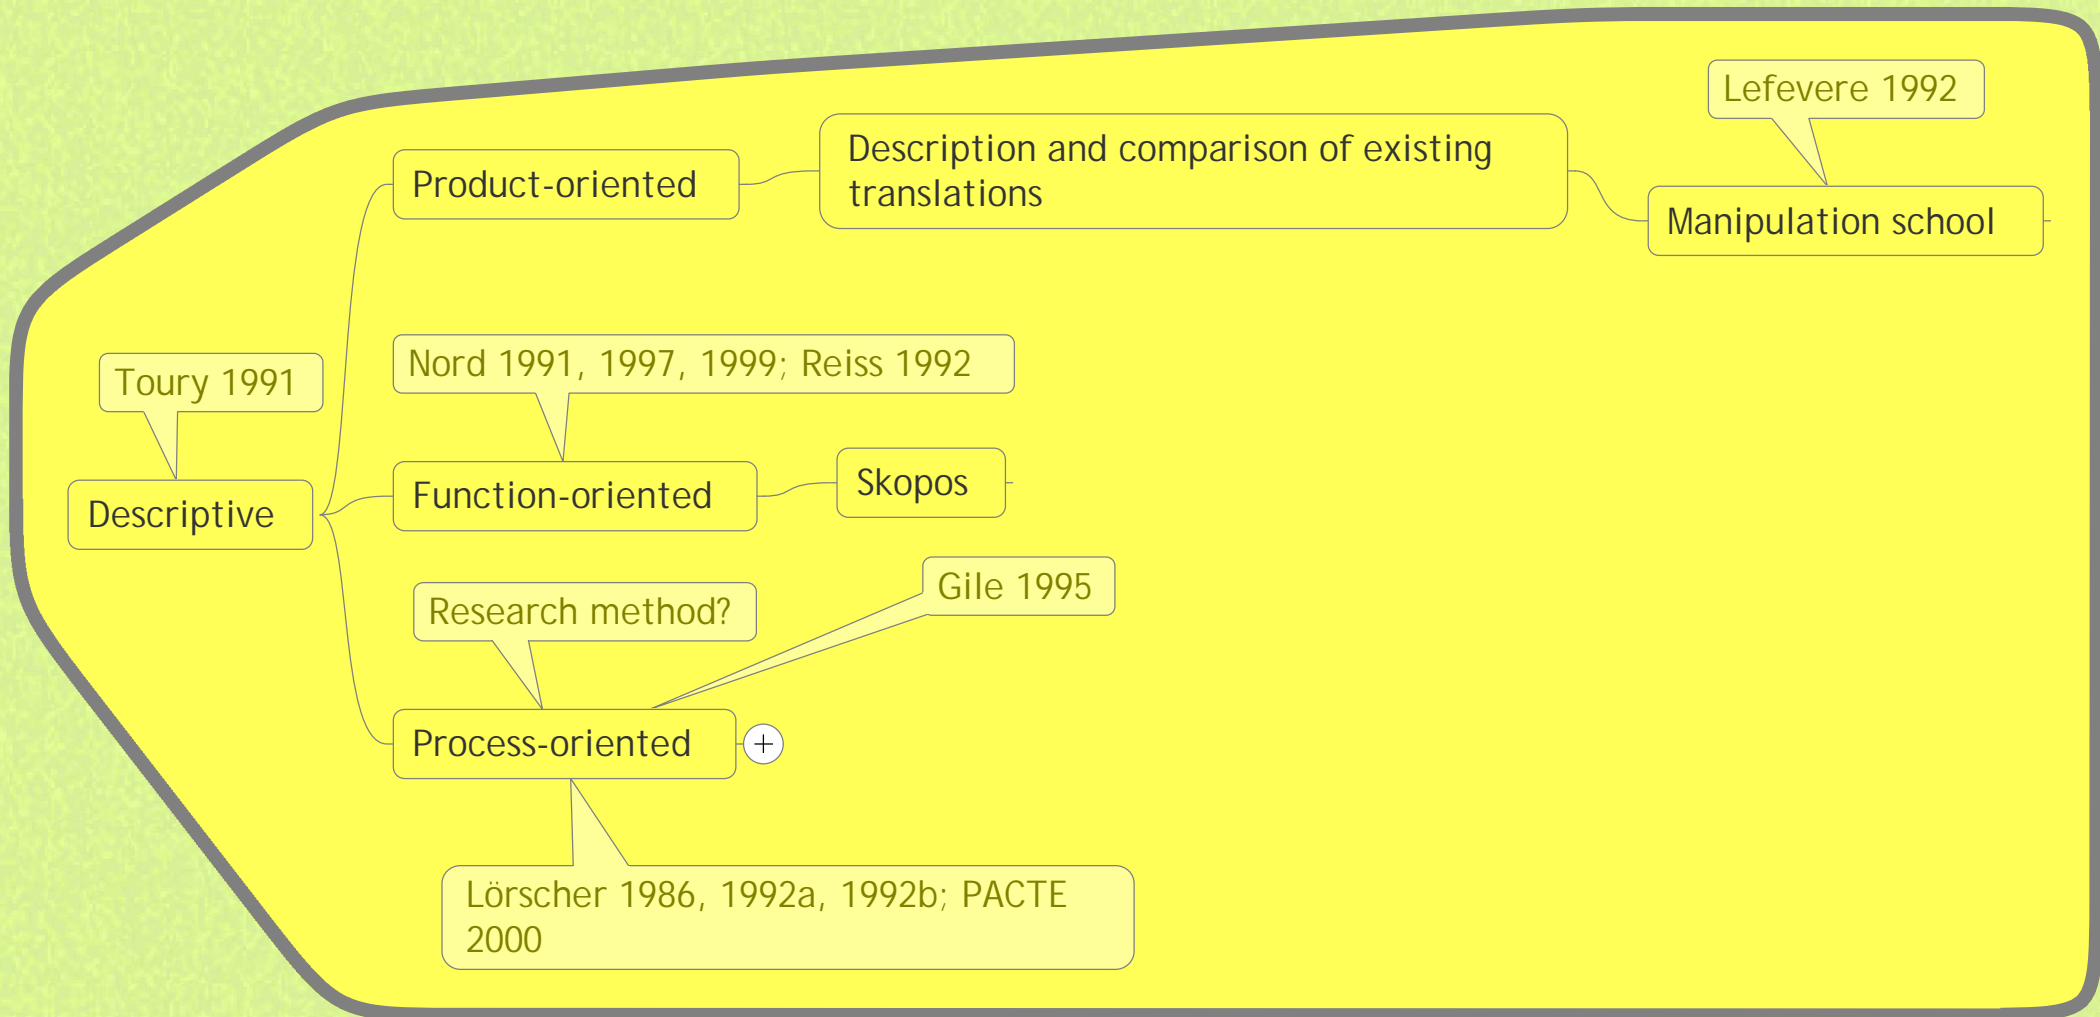 Lefevere 1992
Description and comparison of existing
translations
Product-oriented
Manipulation school
Nord 1991, 1997, 1999; Reiss 1992
Toury 1991
Skopos
Function-oriented
Descriptive
Gile 1995
Research method?
Process-oriented
Lörscher 1986, 1992a, 1992b; PACTE
2000